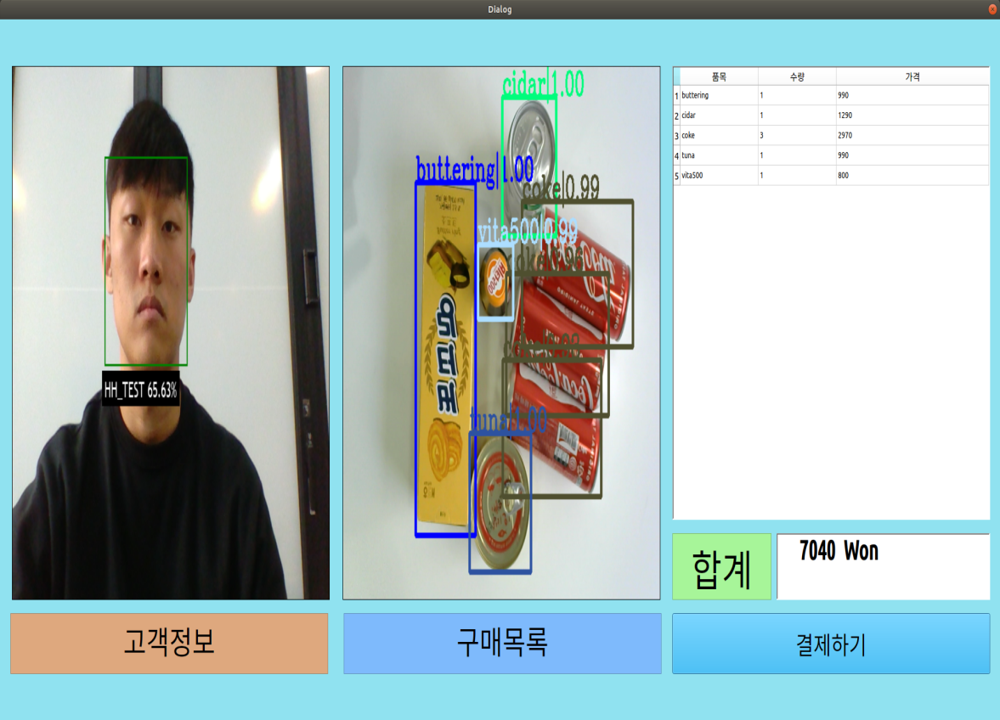 Dialog
HH_TEST 65.63%
고객정보
cidar|1.00
buttering|1.00
coke|0.99
vita500|0.99
버터링
tuna|1.00
구매목록
품목 수량 가격
1 buttering 1 990
2 cidar 1 1290
3 coke 3 2970
4 tuna 1 990
5 vita500 1 800
합계 7040 Won
결제하기